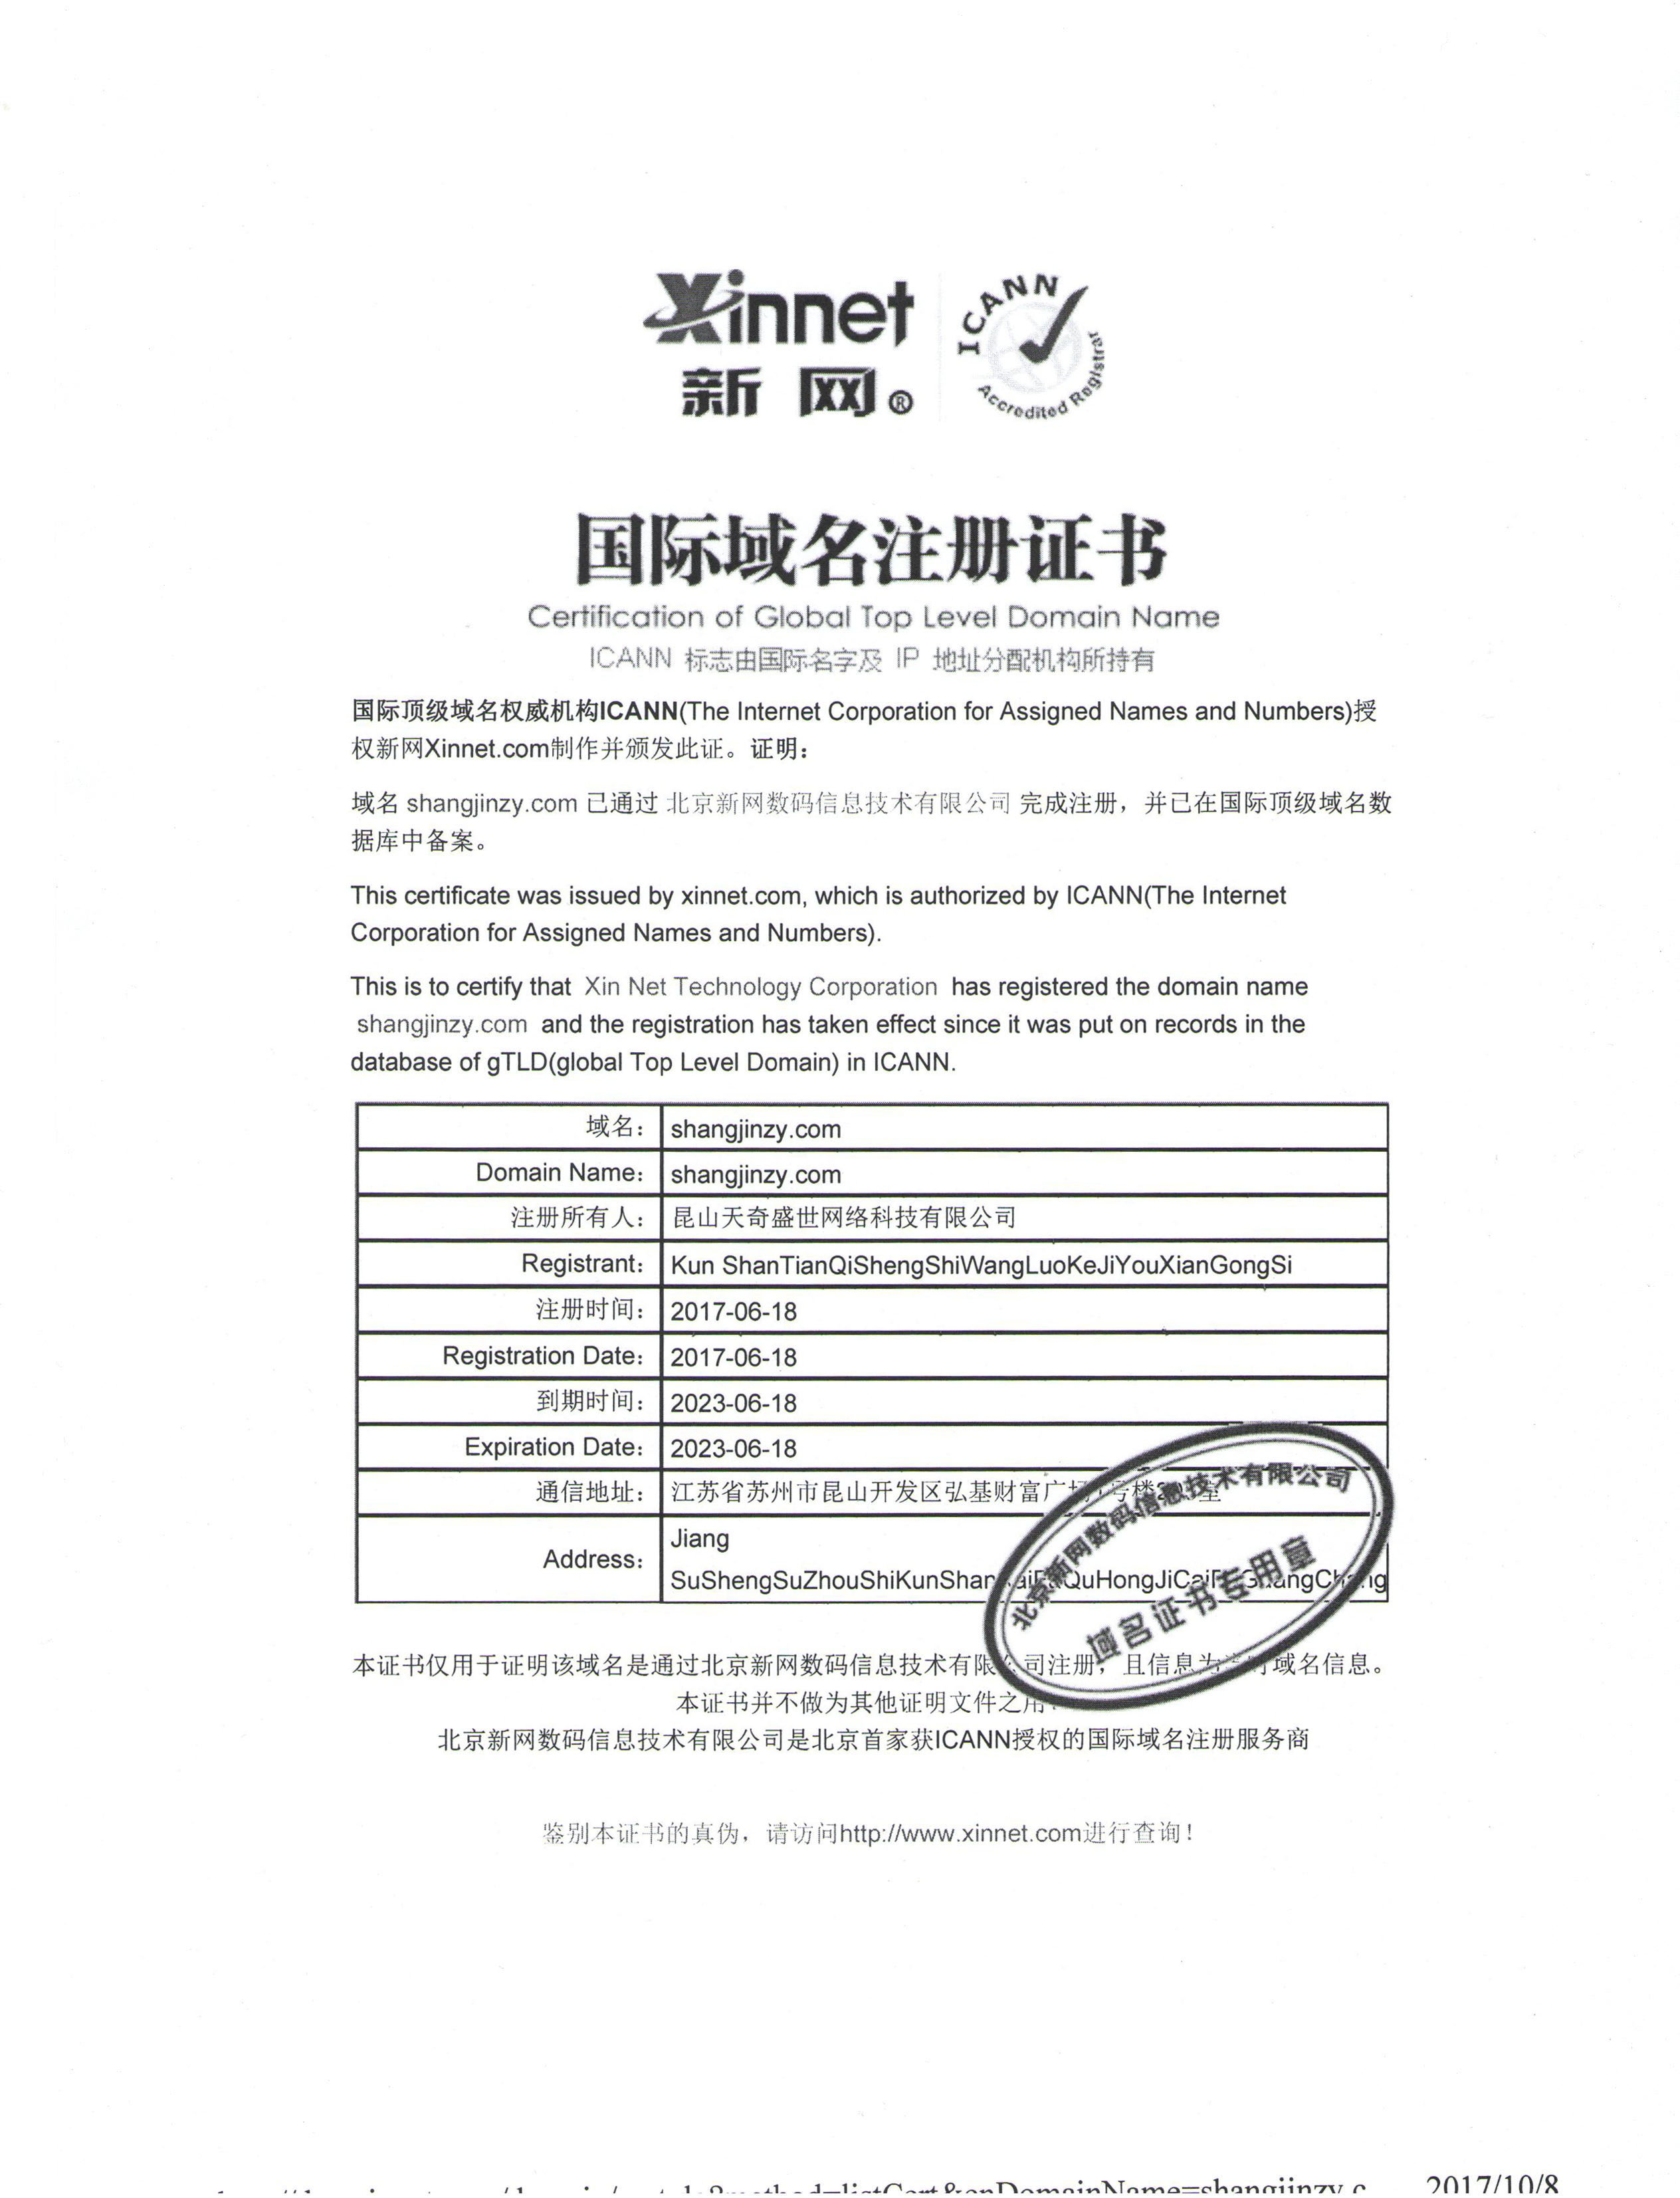 Xinnet
新 网®
ICANN
Accredited Registrar
国际域名注册证书
Certification of Global Top Level Domain Name
ICANN 标志由国际名字及 IP 地址分配机构所持有
国际顶级域名权威机构ICANN(The Internet Corporation for Assigned Names and Numbers)授
权新网Xinnet.com制作并颁发此证。证明：
域名 shangjinzy.com 已通过 北京新网数码信息技术有限公司 完成注册，并已在国际顶级域名数
据库中备案。
This certificate was issued by xinnet.com, which is authorized by ICANN(The Internet
Corporation for Assigned Names and Numbers).
This is to certify that Xin Net Technology Corporation has registered the domain name
shangjinzy.com and the registration has taken effect since it was put on records in the
database of gTLD(global Top Level Domain) in ICANN.
域名： shangjinzy.com
Domain Name： shangjinzy.com
注册所有人： 昆山天奇盛世网络科技有限公司
Registrant： Kun ShanTianQiShengShiWangLuoKeJiYouXianGongSi
注册时间： 2017-06-18
Registration Date： 2017-06-18
到期时间： 2023-06-18
Expiration Date： 2023-06-18
通信地址： 江苏省苏州市昆山开发区弘基财富广场 号楼 室
Address： Jiang
SuShengSuZhouShiKunShan QuHongJiCai GuangChang
北京新网数码信息技术有限公司
域名证书专用章
本证书仅用于证明该域名是通过北京新网数码信息技术有限公司注册，且信息为 域名信息。
本证书并不做为其他证明文件之用
北京新网数码信息技术有限公司是北京首家获ICANN授权的国际域名注册服务商
鉴别本证书的真伪，请访问http://www.xinnet.com进行查询！
2017/10/8